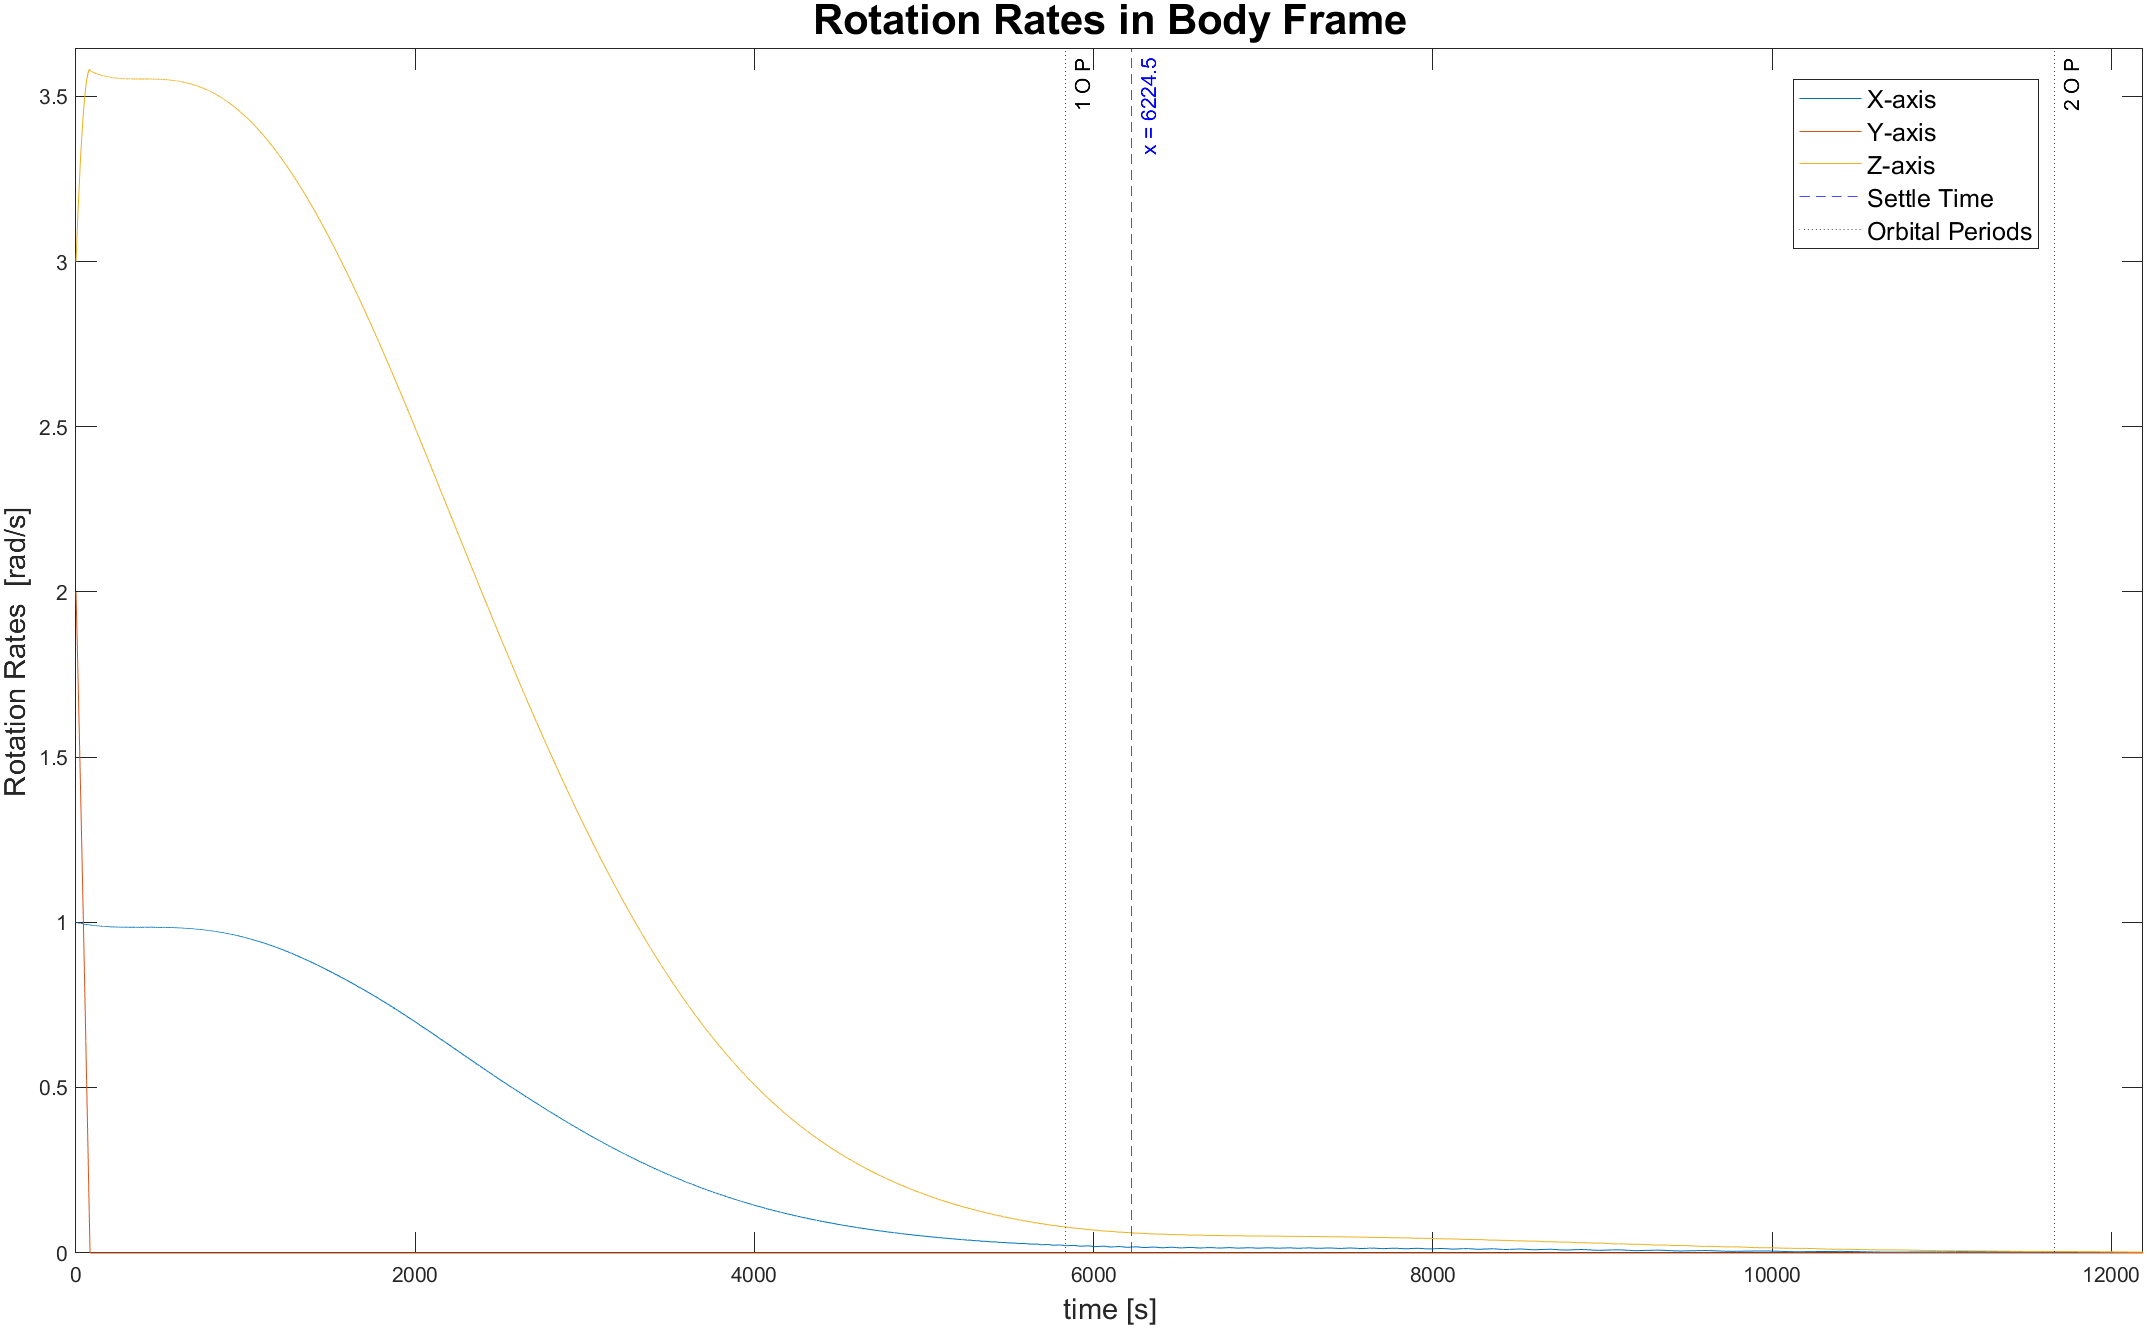 Rotation Rates in Body Frame
Rotation Rates [rad/s]
3.5
3
2.5
2
1.5
1
0.5
0
1 O P
x = 6224.5
2 O P
X-axis
Y-axis
Z-axis
Settle Time
Orbital Periods
0 2000 4000 6000 8000 10000 12000
time [s]